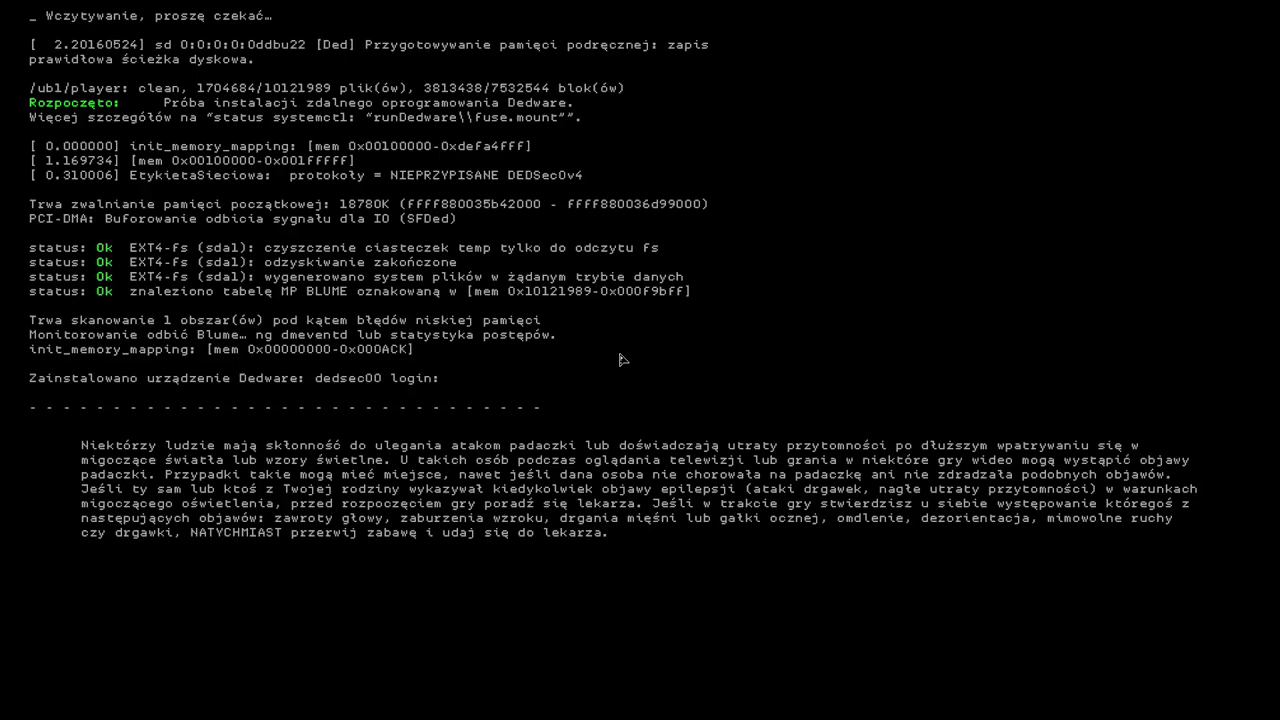 _ Wczytywanie, proszę czekać…
[  2.20160524] sd 0:0:0:0:0ddbu22 [Ded] Przygotowywanie pamięci podręcznej: zapis
prawidłowa ścieżka dyskowa.
/ubl/player: clean, 1704684/10121989 plik(ów), 3813438/7532544 blok(ów)
Rozpoczęto:     Próba instalacji zdalnego oprogramowania Dedware.
Więcej szczegółów na “status systemctl: “runDedware\\fuse.mount””.
[ 0.000000] init_memory_mapping: [mem 0x00100000-0xdefa4fff]
[ 1.169734] [mem 0x00100000-0x001fffff]
[ 0.310006] EtykietaSieciowa:  protokoły = NIEPRZYPISANE DEDSecOv4
Trwa zwalnianie pamięci początkowej: 18780K (ffff880035b42000 - ffff880036d99000)
PCI-DMA: Buforowanie odbicia sygnału dla IO (SFDed)
status: Ok  EXT4-fs (sda1): czyszczenie ciasteczek temp tylko do odczytu fs
status: Ok  EXT4-fs (sda1): odzyskiwanie zakończone
status: Ok  EXT4-fs (sda1): wygenerowano system plików w żądanym trybie danych
status: Ok  znaleziono tabelę MP BLUME oznakowaną w [mem 0x10121989-0x000f9bff]
Trwa skanowanie 1 obszar(ów) pod kątem błędów niskiej pamięci
Monitorowanie odbić Blume… ng dmeventd lub statystyka postępów.
init_memory_mapping: [mem 0x00000000-0x000ACK]
Zainstalowano urządzenie Dedware: dedsec00 login:
- - - - - - - - - - - - - - - - - - - - - - - - - - - - - - -
Niektórzy ludzie mają skłonność do ulegania atakom padaczki lub doświadczają utraty przytomności po dłuższym wpatrywaniu się w
migoczące światła lub wzory świetlne. U takich osób podczas oglądania telewizji lub grania w niektóre gry wideo mogą wystąpić objawy
padaczki. Przypadki takie mogą mieć miejsce, nawet jeśli dana osoba nie chorowała na padaczkę ani nie zdradzała podobnych objawów.
Jeśli ty sam lub ktoś z Twojej rodziny wykazywał kiedykolwiek objawy epilepsji (ataki drgawek, nagłe utraty przytomności) w warunkach
migoczącego oświetlenia, przed rozpoczęciem gry poradź się lekarza. Jeśli w trakcie gry stwierdzisz u siebie występowanie któregoś z
następujących objawów: zawroty głowy, zaburzenia wzroku, drgania mięśni lub gałki ocznej, omdlenie, dezorientacja, mimowolne ruchy
czy drgawki, NATYCHMIAST przerwij zabawę i udaj się do lekarza.